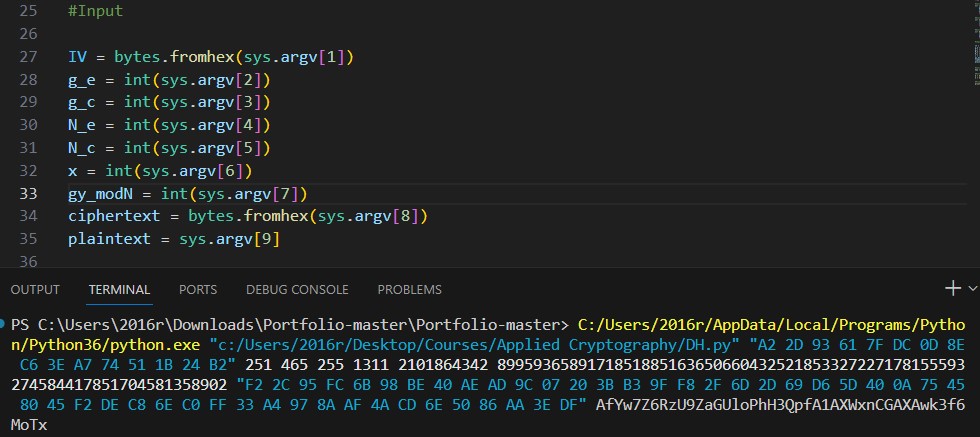 25 #Input
26
27 IV = bytes.fromhex(sys.argv[1])
28 g_e = int(sys.argv[2])
29 g_c = int(sys.argv[3])
30 N_e = int(sys.argv[4])
31 N_c = int(sys.argv[5])
32 x = int(sys.argv[6])
33 gy_modN = int(sys.argv[7])
34 ciphertext = bytes.fromhex(sys.argv[8])
35 plaintext = sys.argv[9]
36
OUTPUT TERMINAL PORTS DEBUG CONSOLE PROBLEMS
PS C:\Users\2016r\Downloads\Portfolio-master\Portfolio-master> C:/Users/2016r/AppData/Local/Programs/Pytho
n/Python36/python.exe "c:/Users/2016r/Desktop/Courses/Applied Cryptography/DH.py" "A2 2D 93 61 7F DC 0D 8E
C6 3E A7 74 51 1B 24 B2" 251 465 255 1311 2101864342 8995936589171851885163650660432521853327227178155593
2745844178517045813​58902 "F2 2C 95 FC 6B 98 BE 40 AE AD 9C 07 20 3B B3 9F F8 2F 6D 2D 69 D6 5D 40 0A 75 45
80 45 F2 DE C8 6E C0 FF 33 A4 97 8A AF 4A CD 6E 50 86 AA 3E DF" AfYw7Z6RzU9ZaGUloPhH3QpfA1AXWxnCGAXAwk3f6
MoTx